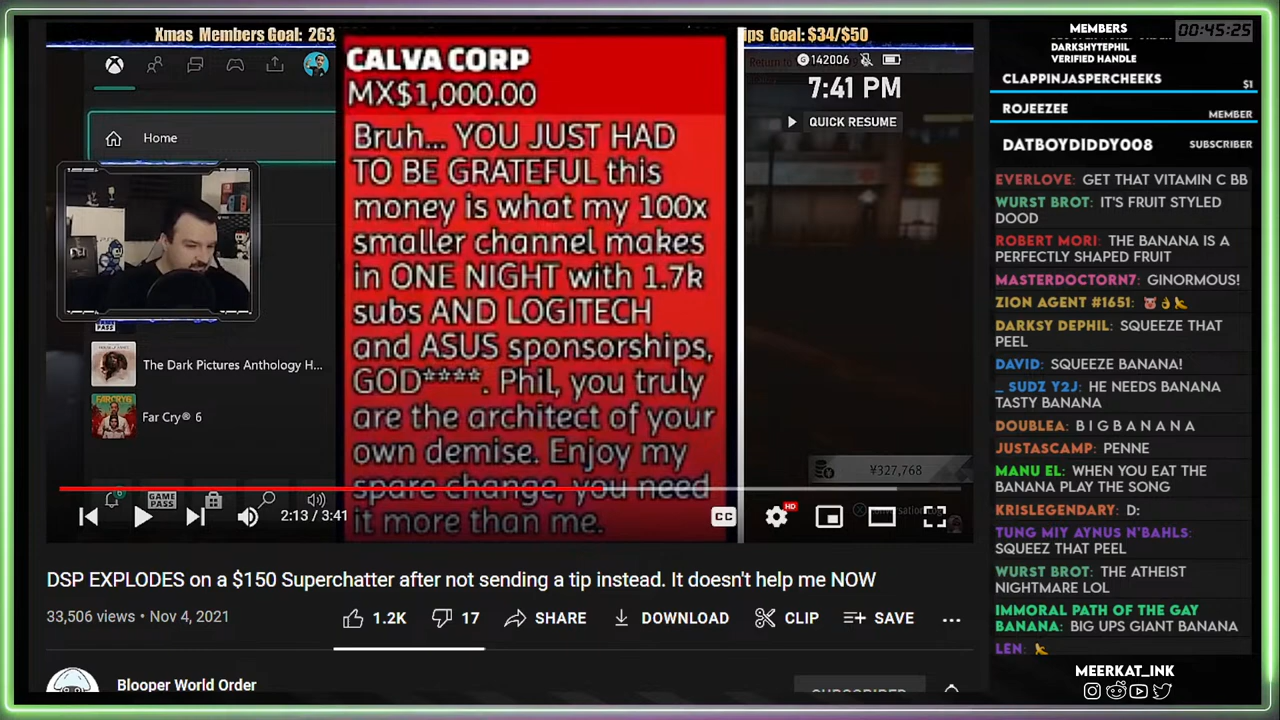 Xmas Members Goal: 263
ips Goal: $34/$50
142006
7:41 PM
QUICK RESUME
Home
The Dark Pictures Anthology H...
Far Cry® 6
GAME
PASS
CALVA CORP
MX$1,000.00
Bruh... YOU JUST HAD
TO BE GRATEFUL this
money is what my 100x
smaller channel makes
in ONE NIGHT with 1.7k
subs AND LOGITECH
and ASUS sponsorships,
GOD****. Phil, you truly
are the architect of your
own demise. Enjoy my
spare change, you need
it more than me.
¥327,768
2:13 / 3:41
CC
HD
DSP EXPLODES on a $150 Superchatter after not sending a tip instead. It doesn't help me NOW
33,506 views • Nov 4, 2021
1.2K
17
SHARE
DOWNLOAD
CLIP
SAVE
Blooper World Order
MEMBERS
00:45:25
DARKSHYTEPHIL
VERIFIED HANDLE
CLAPPINJASPERCHEEKS $1
ROJEEZEE MEMBER
DATBOYDIDDY008 SUBSCRIBER
EVERLOVE: GET THAT VITAMIN C BB
WURST BROT: IT'S FRUIT STYLED
DOOD
ROBERT MORI: THE BANANA IS A
PERFECTLY SHAPED FRUIT
MASTERDOCTORN7: GINORMOUS!
ZION AGENT #1651: 🐷👌🍌
DARKSY DEPHIL: SQUEEZE THAT
PEEL
DAVID: SQUEEZE BANANA!
_ SUDZ Y2J: HE NEEDS BANANA
TASTY BANANA
DOUBLEA: B I G B A N A N A
JUSTASCAMP: PENNE
MANU EL: WHEN YOU EAT THE
BANANA PLAY THE SONG
KRISLEGENDARY: D:
TUNG MIY AYNUS N'BAHLS:
SQUEEZ THAT PEEL
WURST BROT: THE ATHEIST
NIGHTMARE LOL
IMMORAL PATH OF THE GAY
BANANA: BIG UPS GIANT BANANA
LEN: 🍌
MEERKAT_INK